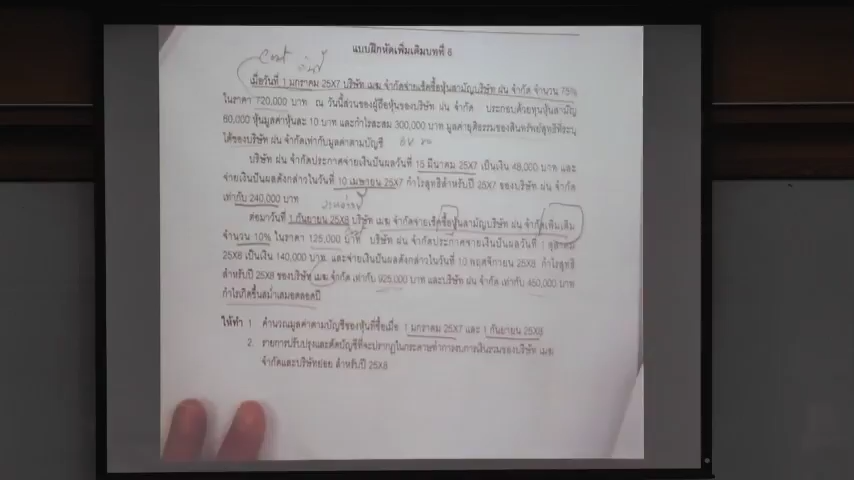 แบบฝึกหัดเพิ่มเติมบทที่ 6
เมื่อวันที่ 1 มกราคม 25X7 บริษัท เมฆ จำกัดจ่ายเช็คซื้อหุ้นสามัญบริษัท ฝน จำกัด จำนวน 75%
ในราคา 720,000 บาท ณ วันนี้ส่วนของผู้ถือหุ้นของบริษัท ฝน จำกัด ประกอบด้วยทุนหุ้นสามัญ
60,000 หุ้นมูลค่าหุ้นละ 10 บาท และกำไรสะสม 300,000 บาท มูลค่ายุติธรรมของสินทรัพย์สุทธิที่ระบุ
ได้ของบริษัท ฝน จำกัดเท่ากับมูลค่าตามบัญชี
บริษัท ฝน จำกัดประกาศจ่ายเงินปันผลวันที่ 15 มีนาคม 25X7 เป็นเงิน 48,000 บาท และ
จ่ายเงินปันผลดังกล่าวในวันที่ 10 เมษายน 25X7 กำไรสุทธิสำหรับปี 25X7 ของบริษัท ฝน จำกัด
เท่ากับ 240,000 บาท
ต่อมาวันที่ 1 กันยายน 25X8 บริษัท เมฆ จำกัดจ่ายเช็คซื้อหุ้นสามัญบริษัท ฝน จำกัดเพิ่มเติม
จำนวน 10% ในราคา 125,000 บาท บริษัท ฝน จำกัดประกาศจ่ายเงินปันผลวันที่ 1 ตุลาคม
25X8 เป็นเงิน 140,000 บาท และจ่ายเงินปันผลดังกล่าวในวันที่ 10 พฤศจิกายน 25X8 กำไรสุทธิ
สำหรับปี 25X8 ของบริษัท เมฆ จำกัด เท่ากับ 925,000 บาท และบริษัท ฝน จำกัด เท่ากับ 450,000 บาท
กำไรเกิดขึ้นสม่ำเสมอตลอดปี
ให้ทำ 1 คำนวณมูลค่าตามบัญชีของหุ้นที่ซื้อเมื่อ 1 มกราคม 25X7 และ 1 กันยายน 25X8
2. รายการปรับปรุงและตัดบัญชีที่จะปรากฏในกระดาษทำการงบการเงินรวมของบริษัท เมฆ
จำกัดและบริษัทย่อย สำหรับปี 25X8